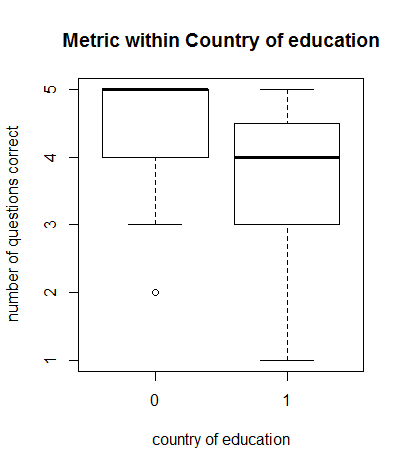 Metric within Country of education
number of questions correct
5
4
3
2
1
0
1
country of education